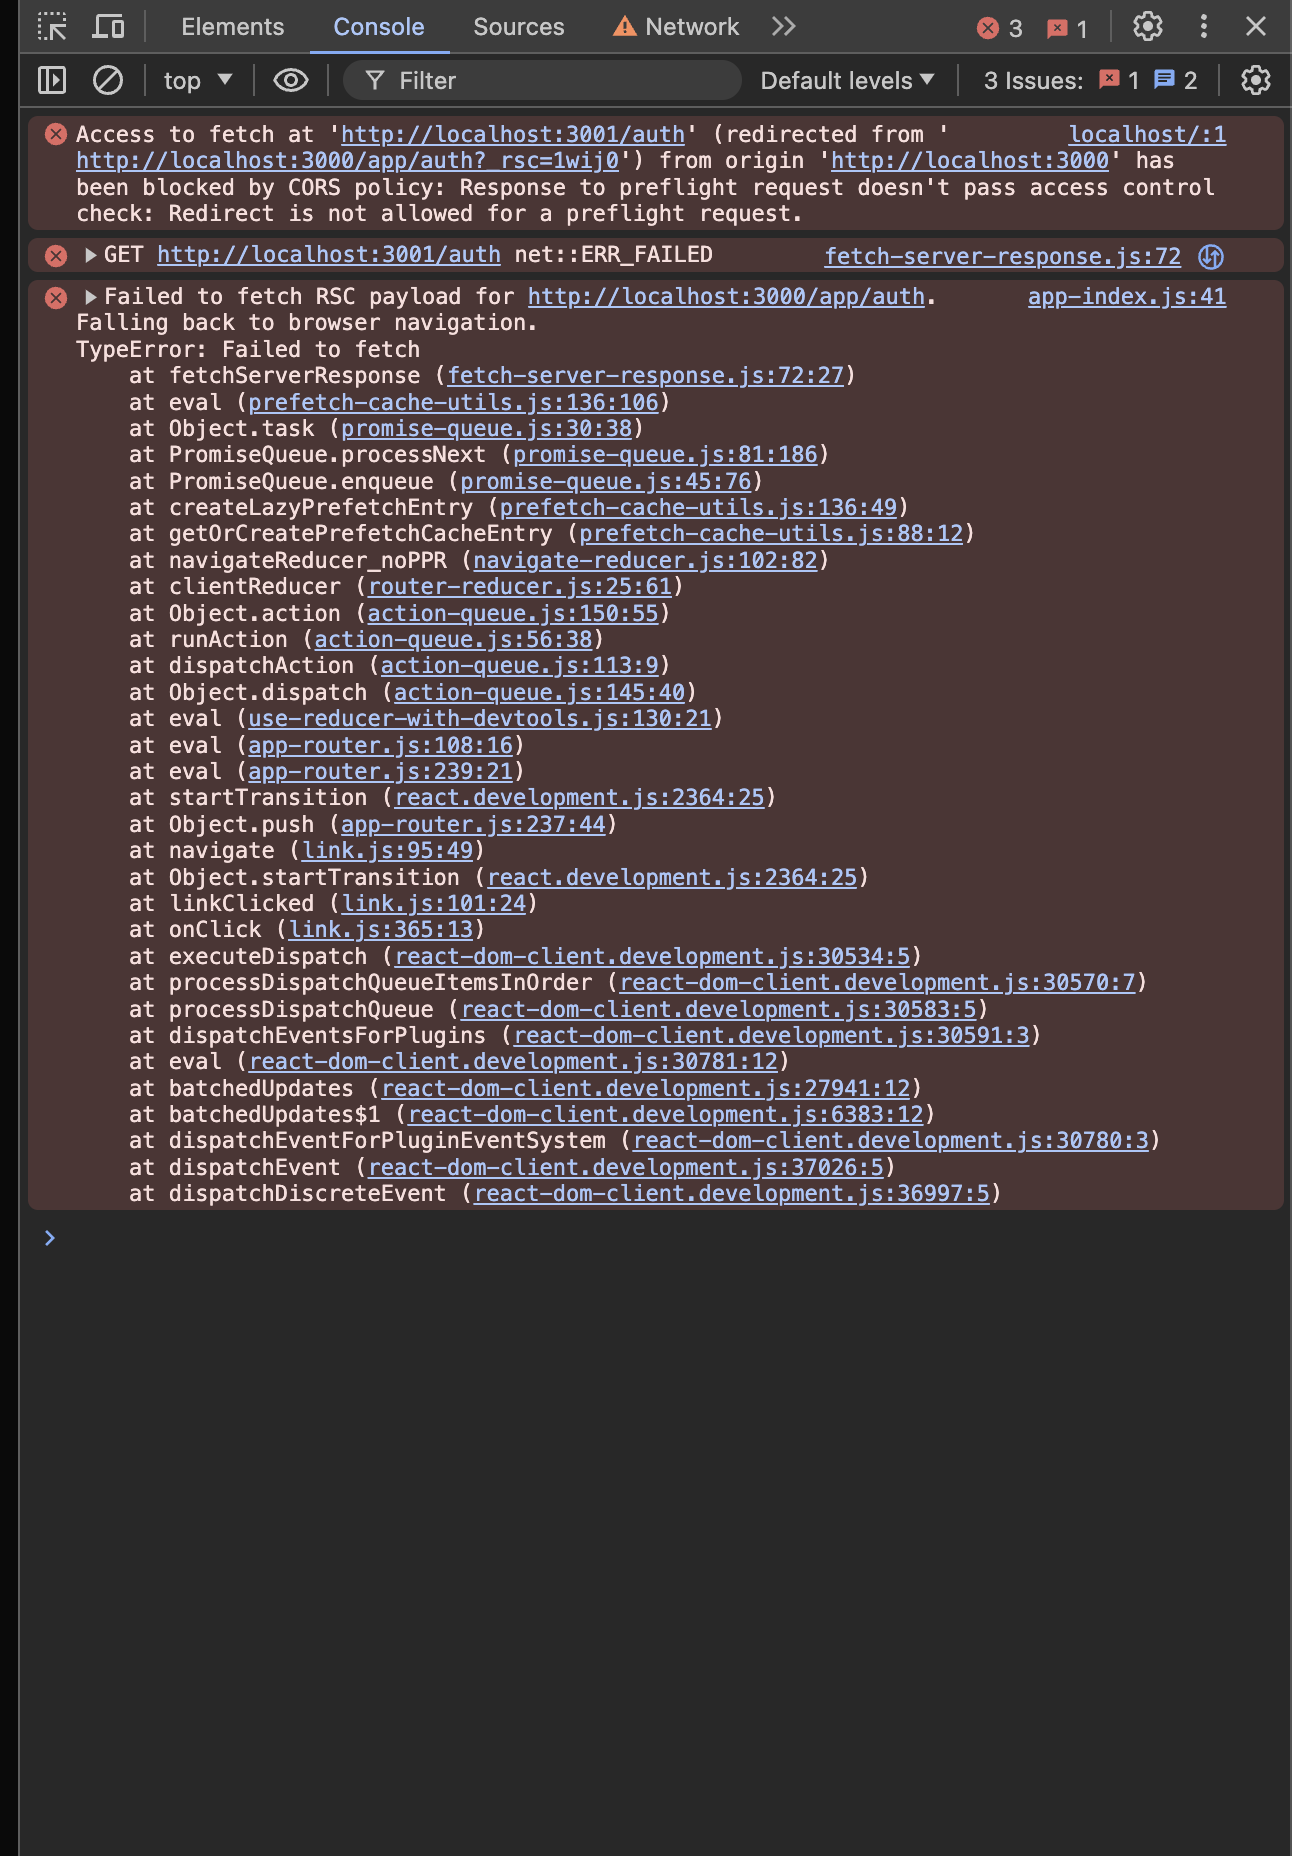 Elements Console Sources Network 3 1
top Filter Default levels 3 Issues: 1 2
Access to fetch at 'http://localhost:3001/auth' (redirected from ' localhost/:1
http://localhost:3000/app/auth?_rsc=1wij0') from origin 'http://localhost:3000' has
been blocked by CORS policy: Response to preflight request doesn't pass access control
check: Redirect is not allowed for a preflight request.
GET http://localhost:3001/auth net::ERR_FAILED fetch-server-response.js:72
Failed to fetch RSC payload for http://localhost:3000/app/auth. app-index.js:41
Falling back to browser navigation.
TypeError: Failed to fetch
at fetchServerResponse (fetch-server-response.js:72:27)
at eval (prefetch-cache-utils.js:136:106)
at Object.task (promise-queue.js:30:38)
at PromiseQueue.processNext (promise-queue.js:81:186)
at PromiseQueue.enqueue (promise-queue.js:45:76)
at createLazyPrefetchEntry (prefetch-cache-utils.js:136:49)
at getOrCreatePrefetchCacheEntry (prefetch-cache-utils.js:88:12)
at navigateReducer_noPPR (navigate-reducer.js:102:82)
at clientReducer (router-reducer.js:25:61)
at Object.action (action-queue.js:150:55)
at runAction (action-queue.js:56:38)
at dispatchAction (action-queue.js:113:9)
at Object.dispatch (action-queue.js:145:40)
at eval (use-reducer-with-devtools.js:130:21)
at eval (app-router.js:108:16)
at eval (app-router.js:239:21)
at startTransition (react.development.js:2364:25)
at Object.push (app-router.js:237:44)
at navigate (link.js:95:49)
at Object.startTransition (react.development.js:2364:25)
at linkClicked (link.js:101:24)
at onClick (link.js:365:13)
at executeDispatch (react-dom-client.development.js:30534:5)
at processDispatchQueueItemsInOrder (react-dom-client.development.js:30570:7)
at processDispatchQueue (react-dom-client.development.js:30583:5)
at dispatchEventsForPlugins (react-dom-client.development.js:30591:3)
at eval (react-dom-client.development.js:30781:12)
at batchedUpdates (react-dom-client.development.js:27941:12)
at batchedUpdates$1 (react-dom-client.development.js:6383:12)
at dispatchEventForPluginEventSystem (react-dom-client.development.js:30780:3)
at dispatchEvent (react-dom-client.development.js:37026:5)
at dispatchDiscreteEvent (react-dom-client.development.js:36997:5)